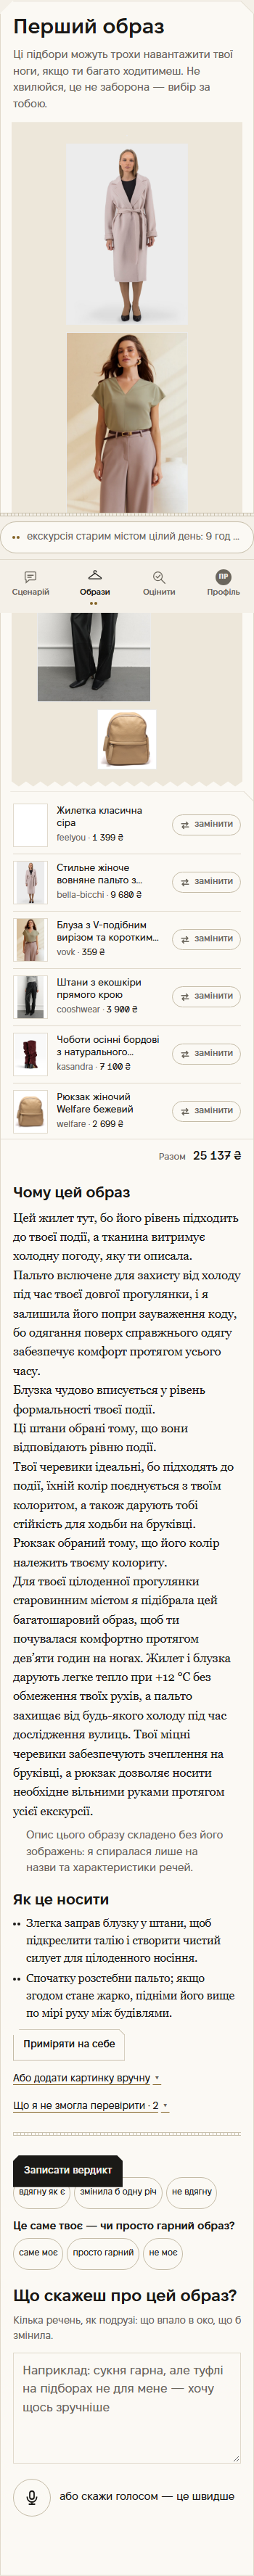 Перший образ
Ці підбори можуть трохи навантажити твої
ноги, якщо ти багато ходитимеш. Не
хвилюйся, це не заборона — вибір за
тобою.
екскурсія старим містом цілий день: 9 год ...
Сценарій
Образи
Оцінити
ПР
Профіль
Жилетка класична
сіра
feelyou · 1 399 ₴
замінити
Стильне жіноче
вовняне пальто з...
bella-bicchi · 9 680 ₴
замінити
Блуза з V-подібним
вирізом та коротким...
vovk · 359 ₴
замінити
Штани з екошкіри
прямого крою
cooshwear · 3 900 ₴
замінити
Чоботи осінні бордові
з натурального...
kasandra · 7 100 ₴
замінити
Рюкзак жіночий
Welfare бежевий
welfare · 2 699 ₴
замінити
Разом 25 137 ₴
Чому цей образ
Цей жилет тут, бо його рівень підходить
до твоєї події, а тканина витримує
холодну погоду, яку ти описала.
Пальто включене для захисту від холоду
під час твоєї довгої прогулянки, і я
залишила його попри зауваження коду,
бо одягання поверх справжнього одягу
забезпечує комфорт протягом усього
часу.
Блузка чудово вписується у рівень
формальності твоєї події.
Ці штани обрані тому, що вони
відповідають рівню події.
Твої черевики ідеальні, бо підходять до
події, їхній колір поєднується з твоїм
колоритом, а також дарують тобі
стійкість для ходьби на бруківці.
Рюкзак обраний тому, що його колір
належить твоєму колориту.
Для твоєї цілоденної прогулянки
старовинним містом я підібрала цей
багатошаровий образ, щоб ти
почувалася комфортно протягом
дев’яти годин на ногах. Жилет і блузка
дарують легке тепло при +12 °C без
обмеження твоїх рухів, а пальто
захищає від будь-якого холоду під час
дослідження вулиць. Твої міцні
черевики забезпечують зчеплення на
бруківці, а рюкзак дозволяє носити
необхідне вільними руками протягом
усієї екскурсії.
Опис цього образу складено без його
зображень: я спиралася лише на
назву та характеристики речей.
Як це носити
Злегка заправ блузку у штани, щоб
підкреслити талію і створити чистий
силует для цілоденного носіння.
Спочатку розстебни пальто; якщо
згодом стане жарко, підніми його вище
по мірі руху між будівлями.
Приміряти на себе
Або додати картинку вручну
Що я не змогла перевірити · 2
Записати вердикт
вдягну як є
змінила б одну річ
не вдягну
Це саме твоє — чи просто гарний образ?
саме моє
просто гарний
не моє
Що скажеш про цей образ?
Кілька речень, як подрузі: що впало в око, що б
змінила.
Наприклад: сукня гарна, але туфлі
на підборах не для мене — хочу
щось зручніше
або скажи голосом — це швидше